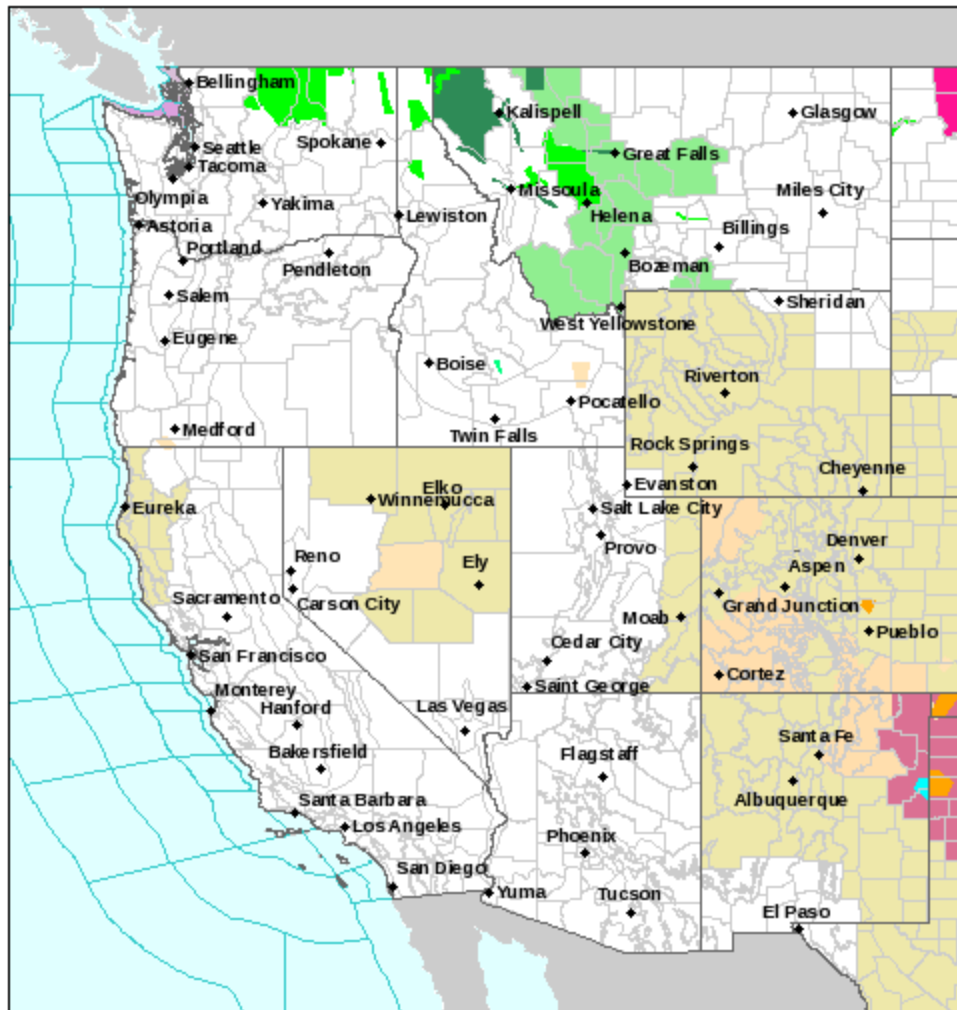 Bellingham
Kalispell
Glasgow
Spokane
Seattle
Great Falls
Tacoma
Missoula
Miles City
Olympia
Yakima
Lewiston
Helena
Astoria
Billings
Portland
Pendleton
Bozeman
Salem
Sheridan
West Yellowstone
Eugene
Boise
Riverton
Pocatello
Medford
Twin Falls
Rock Springs
Cheyenne
Evanston
Elko
Winnemucca
Eureka
Salt Lake City
Denver
Provo
Reno
Ely
Aspen
Sacramento
Carson City
Grand Junction
Moab
Pueblo
Cedar City
San Francisco
Cortez
Saint George
Monterey
Hanford
Las Vegas
Santa Fe
Bakersfield
Flagstaff
Albuquerque
Santa Barbara
Los Angeles
Phoenix
San Diego
Yuma
Tucson
El Paso